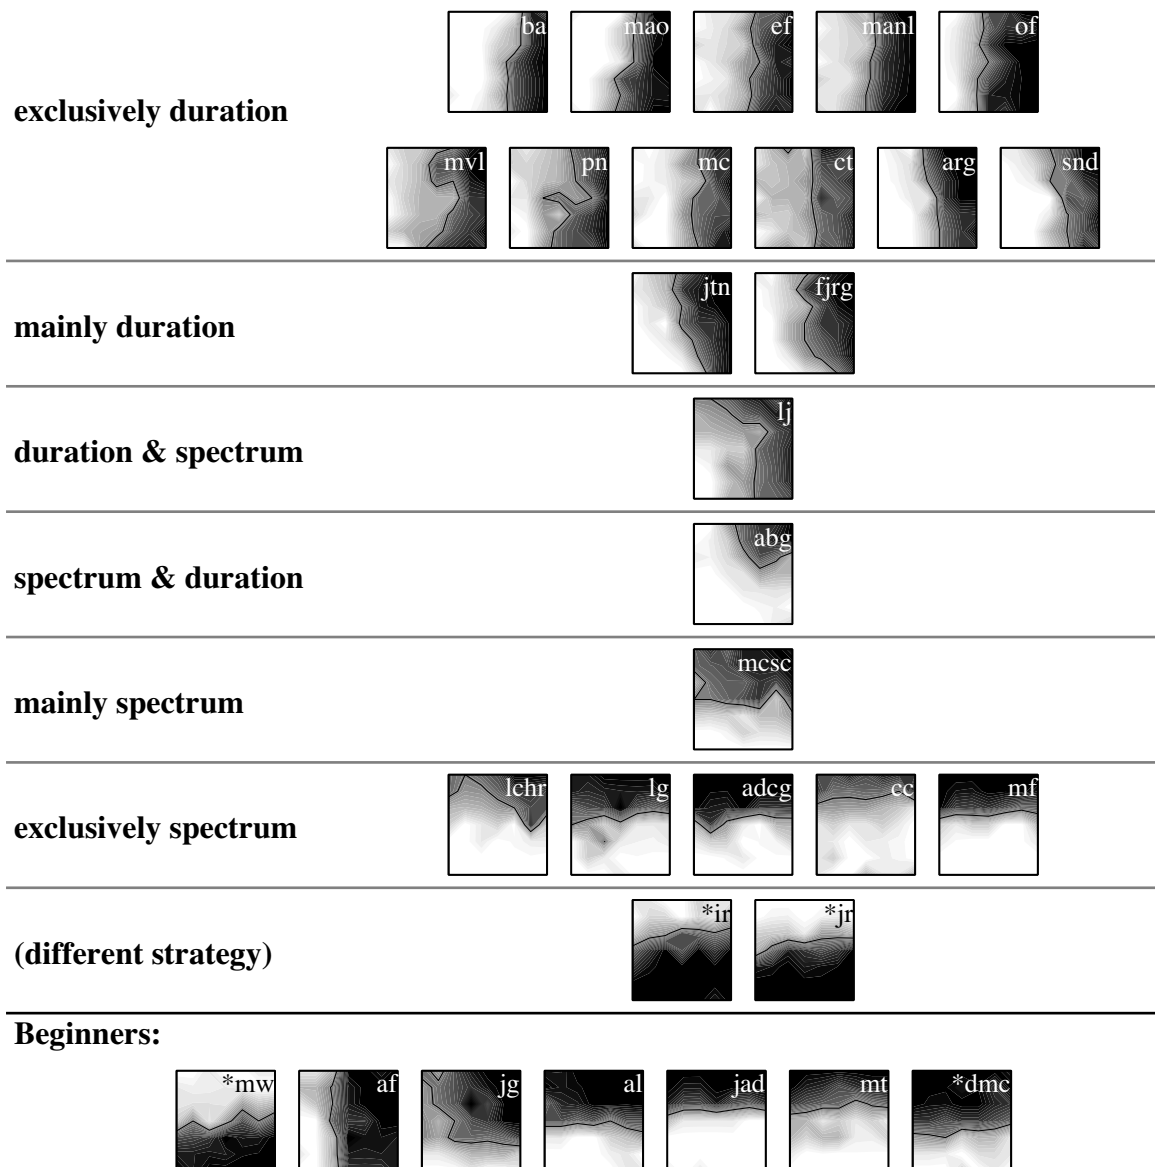 ba mao ef manl of
exclusively duration
mvl pn mc ct arg snd
jtn fjrg
mainly duration
lj
duration & spectrum
abg
spectrum & duration
mcsc
mainly spectrum
lchr lg adcg cc mf
exclusively spectrum
*ir *jr
(different strategy)
Beginners:
*mw af jg al jad mt *dmc